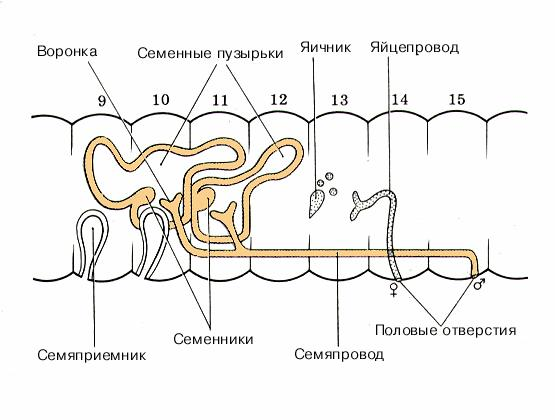 Воронка Семенные пузырьки Яичник Яйцепровод
9 10 11 12 13 14 15
♀ ♂
Половые отверстия
Семенники
Семяприемник Семяпровод